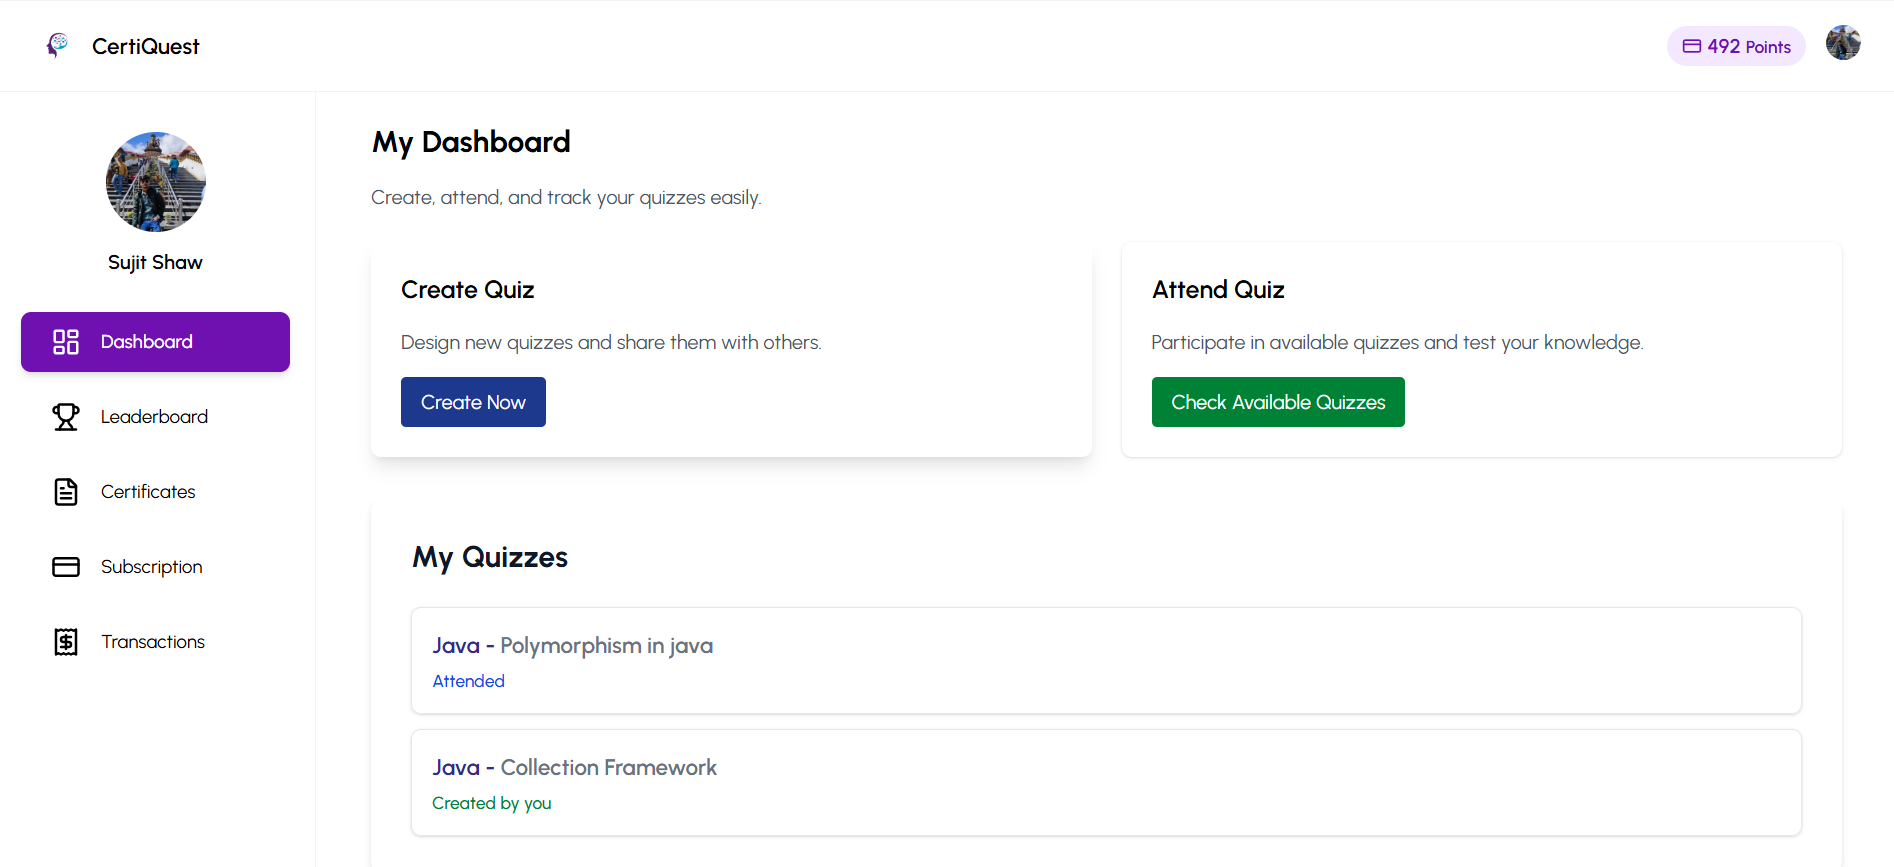 CertiQuest
492 Points
Sujit Shaw
Dashboard
Leaderboard
Certificates
Subscription
Transactions
My Dashboard
Create, attend, and track your quizzes easily.
Create Quiz
Design new quizzes and share them with others.
Create Now
Attend Quiz
Participate in available quizzes and test your knowledge.
Check Available Quizzes
My Quizzes
Java - Polymorphism in java
Attended
Java - Collection Framework
Created by you